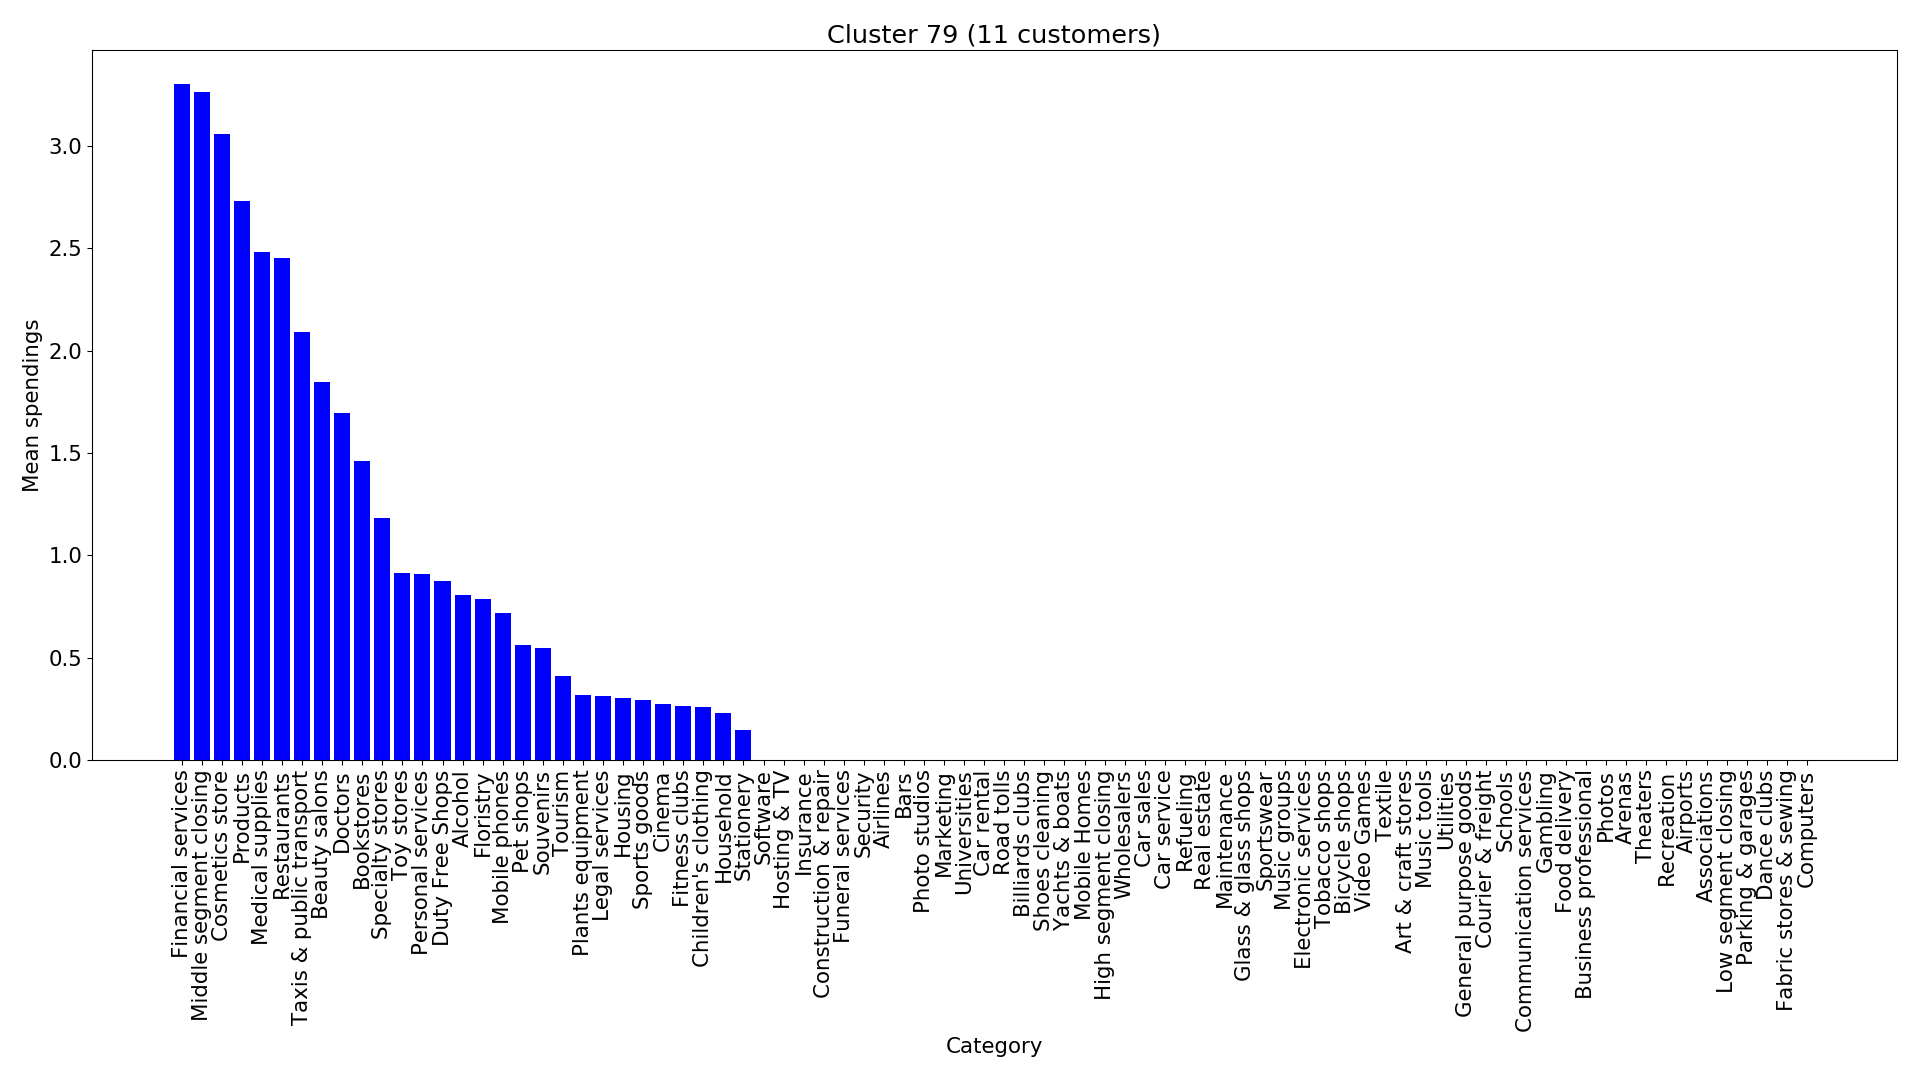 Cluster 79 (11 customers)
Mean spendings
3.0
2.5
2.0
1.5
1.0
0.5
0.0
Financial services
Middle segment closing
Cosmetics store
Products
Medical supplies
Restaurants
Taxis & public transport
Beauty salons
Doctors
Bookstores
Specialty stores
Toy stores
Personal services
Duty Free Shops
Alcohol
Floristry
Mobile phones
Pet shops
Souvenirs
Tourism
Plants equipment
Legal services
Housing
Sports goods
Cinema
Fitness clubs
Children's clothing
Household
Stationery
Software
Hosting & TV
Insurance
Construction & repair
Funeral services
Security
Airlines
Bars
Photo studios
Marketing
Universities
Car rental
Road tolls
Billiards clubs
Shoes cleaning
Yachts & boats
Mobile Homes
High segment closing
Wholesalers
Car sales
Car service
Refueling
Real estate
Maintenance
Glass & glass shops
Sportswear
Music groups
Electronic services
Tobacco shops
Bicycle shops
Video Games
Textile
Art & craft stores
Music tools
Utilities
General purpose goods
Courier & freight
Schools
Communication services
Gambling
Food delivery
Business professional
Photos
Arenas
Theaters
Recreation
Airports
Associations
Low segment closing
Parking & garages
Dance clubs
Fabric stores & sewing
Computers
Category